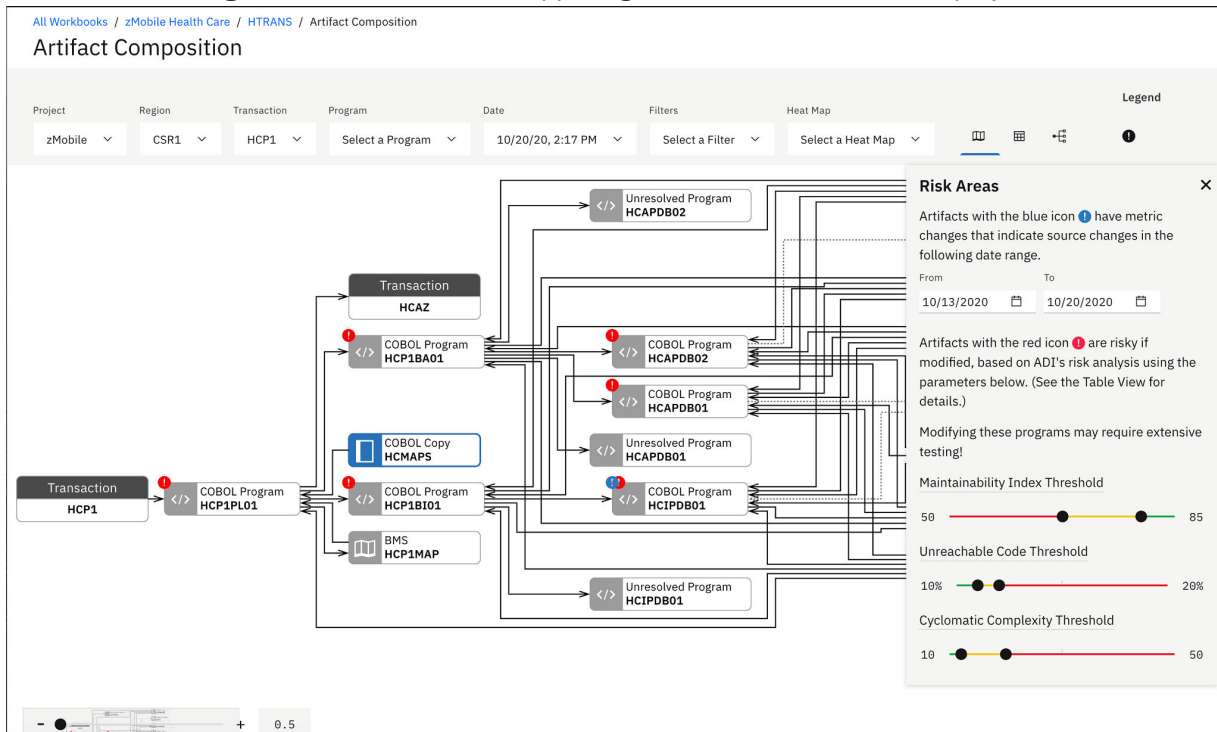 All Workbooks / zMobile Health Care / HTRANS / Artifact Composition
Artifact Composition
Legend
Project Region Transaction Program Date Filters Heat Map
zMobile CSR1 HCP1 Select a Program 10/20/20, 2:17 PM Select a Filter Select a Heat Map
Unresolved Program
HCAPDB02
Transaction
HCAZ
COBOL Program
HCP1BA01
COBOL Program
HCAPDB02
COBOL Program
HCAPDB01
COBOL Copy
HCMAPS
Unresolved Program
HCAPDB01
Transaction
HCP1
COBOL Program
HCP1PL01
COBOL Program
HCP1BI01
COBOL Program
HCIPDB01
BMS
HCP1MAP
Unresolved Program
HCIPDB01
Risk Areas
Artifacts with the blue icon ! have metric
changes that indicate source changes in the
following date range.
From To
10/13/2020 10/20/2020
Artifacts with the red icon ! are risky if
modified, based on ADI's risk analysis using the
parameters below. (See the Table View for
details.)
Modifying these programs may require extensive
testing!
Maintainability Index Threshold
50 85
Unreachable Code Threshold
10% 20%
Cyclomatic Complexity Threshold
10 50
- + 0.5